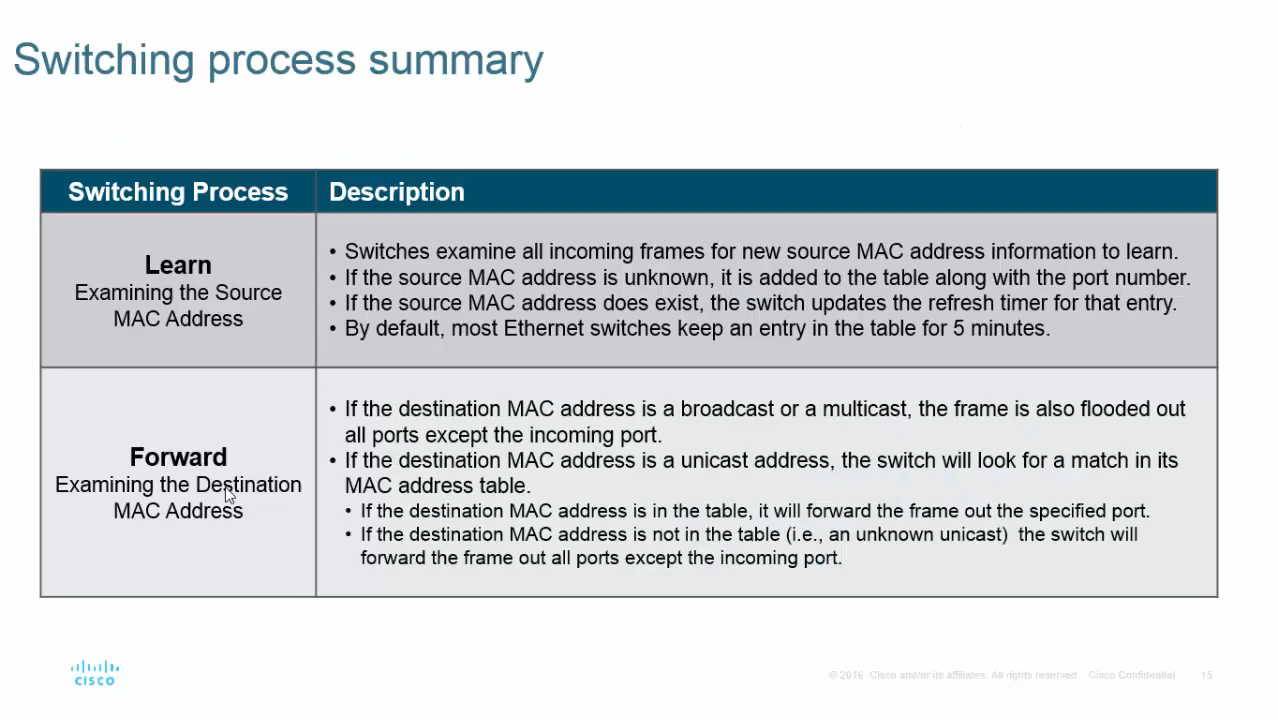 Switching process summary
Switching Process
Description
Learn
Examining the Source
MAC Address
• Switches examine all incoming frames for new source MAC address information to learn.
• If the source MAC address is unknown, it is added to the table along with the port number.
• If the source MAC address does exist, the switch updates the refresh timer for that entry.
• By default, most Ethernet switches keep an entry in the table for 5 minutes.
Forward
Examining the Destination
MAC Address
• If the destination MAC address is a broadcast or a multicast, the frame is also flooded out
all ports except the incoming port.
• If the destination MAC address is a unicast address, the switch will look for a match in its
MAC address table.
• If the destination MAC address is in the table, it will forward the frame out the specified port.
• If the destination MAC address is not in the table (i.e., an unknown unicast) the switch will
forward the frame out all ports except the incoming port.
CISCO
© 2016 Cisco and/or its affiliates. All rights reserved. Cisco Confidential 15